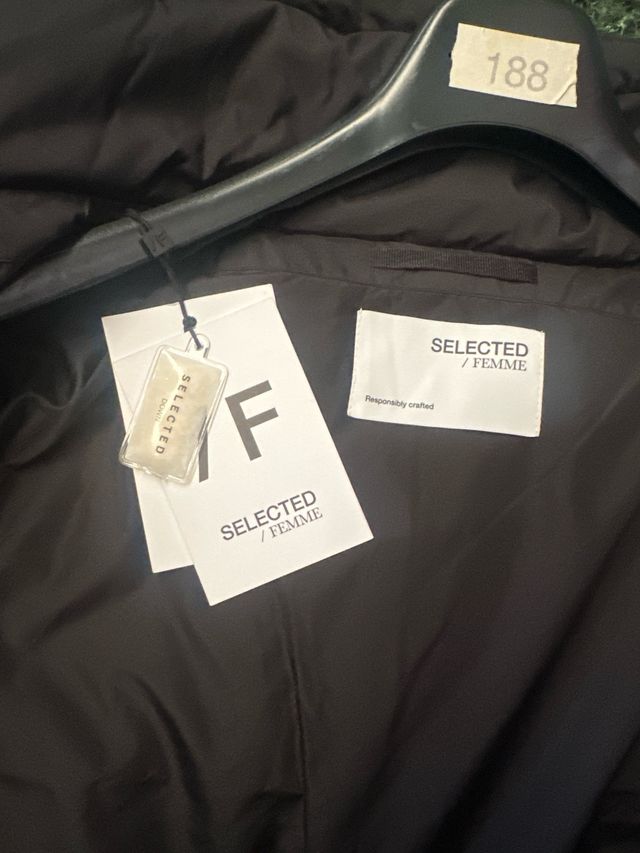 188
SELECTED
/ FEMME
Responsibly crafted
SELECTED
DOWN
/F
SELECTED
/ FEMME